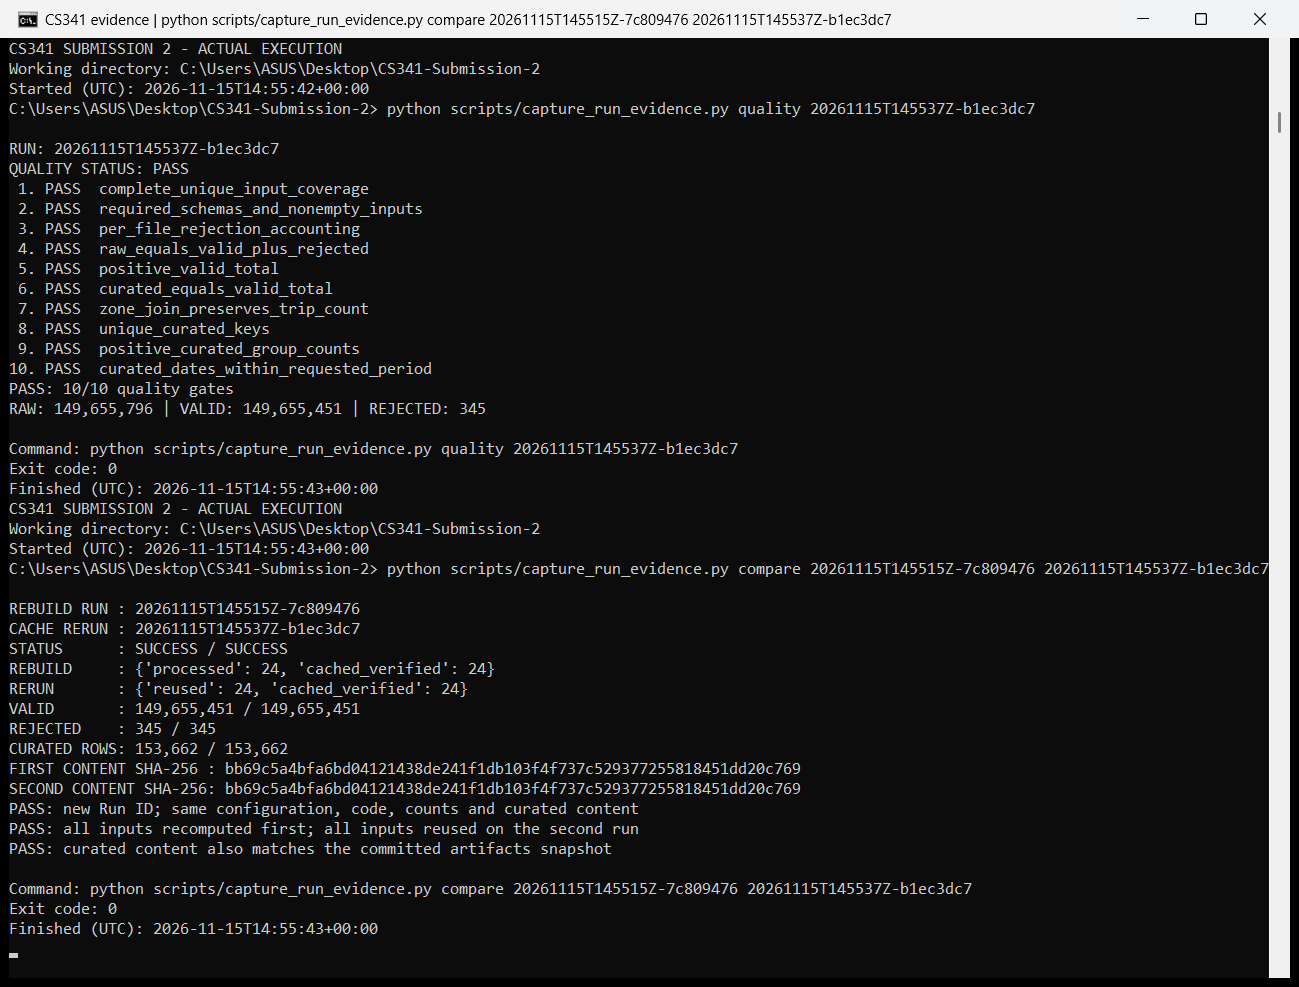 CS341 evidence | python scripts/capture_run_evidence.py compare 20261115T145515Z-7c809476 20261115T145537Z-b1ec3dc7
CS341 SUBMISSION 2 - ACTUAL EXECUTION
Working directory: C:\Users\ASUS\Desktop\CS341-Submission-2
Started (UTC): 2026-11-15T14:55:42+00:00
C:\Users\ASUS\Desktop\CS341-Submission-2> python scripts/capture_run_evidence.py quality 20261115T145537Z-b1ec3dc7
RUN: 20261115T145537Z-b1ec3dc7
QUALITY STATUS: PASS
1. PASS  complete_unique_input_coverage
2. PASS  required_schemas_and_nonempty_inputs
3. PASS  per_file_rejection_accounting
4. PASS  raw_equals_valid_plus_rejected
5. PASS  positive_valid_total
6. PASS  curated_equals_valid_total
7. PASS  zone_join_preserves_trip_count
8. PASS  unique_curated_keys
9. PASS  positive_curated_group_counts
10. PASS  curated_dates_within_requested_period
PASS: 10/10 quality gates
RAW: 149,655,796 | VALID: 149,655,451 | REJECTED: 345
Command: python scripts/capture_run_evidence.py quality 20261115T145537Z-b1ec3dc7
Exit code: 0
Finished (UTC): 2026-11-15T14:55:43+00:00
CS341 SUBMISSION 2 - ACTUAL EXECUTION
Working directory: C:\Users\ASUS\Desktop\CS341-Submission-2
Started (UTC): 2026-11-15T14:55:43+00:00
C:\Users\ASUS\Desktop\CS341-Submission-2> python scripts/capture_run_evidence.py compare 20261115T145515Z-7c809476 20261115T145537Z-b1ec3dc7
REBUILD RUN : 20261115T145515Z-7c809476
CACHE RERUN : 20261115T145537Z-b1ec3dc7
STATUS      : SUCCESS / SUCCESS
REBUILD     : {'processed': 24, 'cached_verified': 24}
RERUN       : {'reused': 24, 'cached_verified': 24}
VALID       : 149,655,451 / 149,655,451
REJECTED    : 345 / 345
CURATED ROWS: 153,662 / 153,662
FIRST CONTENT SHA-256 : bb69c5a4bfa6bd04121438de241f1db103f4f737c529377255818451dd20c769
SECOND CONTENT SHA-256: bb69c5a4bfa6bd04121438de241f1db103f4f737c529377255818451dd20c769
PASS: new Run ID; same configuration, code, counts and curated content
PASS: all inputs recomputed first; all inputs reused on the second run
PASS: curated content also matches the committed artifacts snapshot
Command: python scripts/capture_run_evidence.py compare 20261115T145515Z-7c809476 20261115T145537Z-b1ec3dc7
Exit code: 0
Finished (UTC): 2026-11-15T14:55:43+00:00